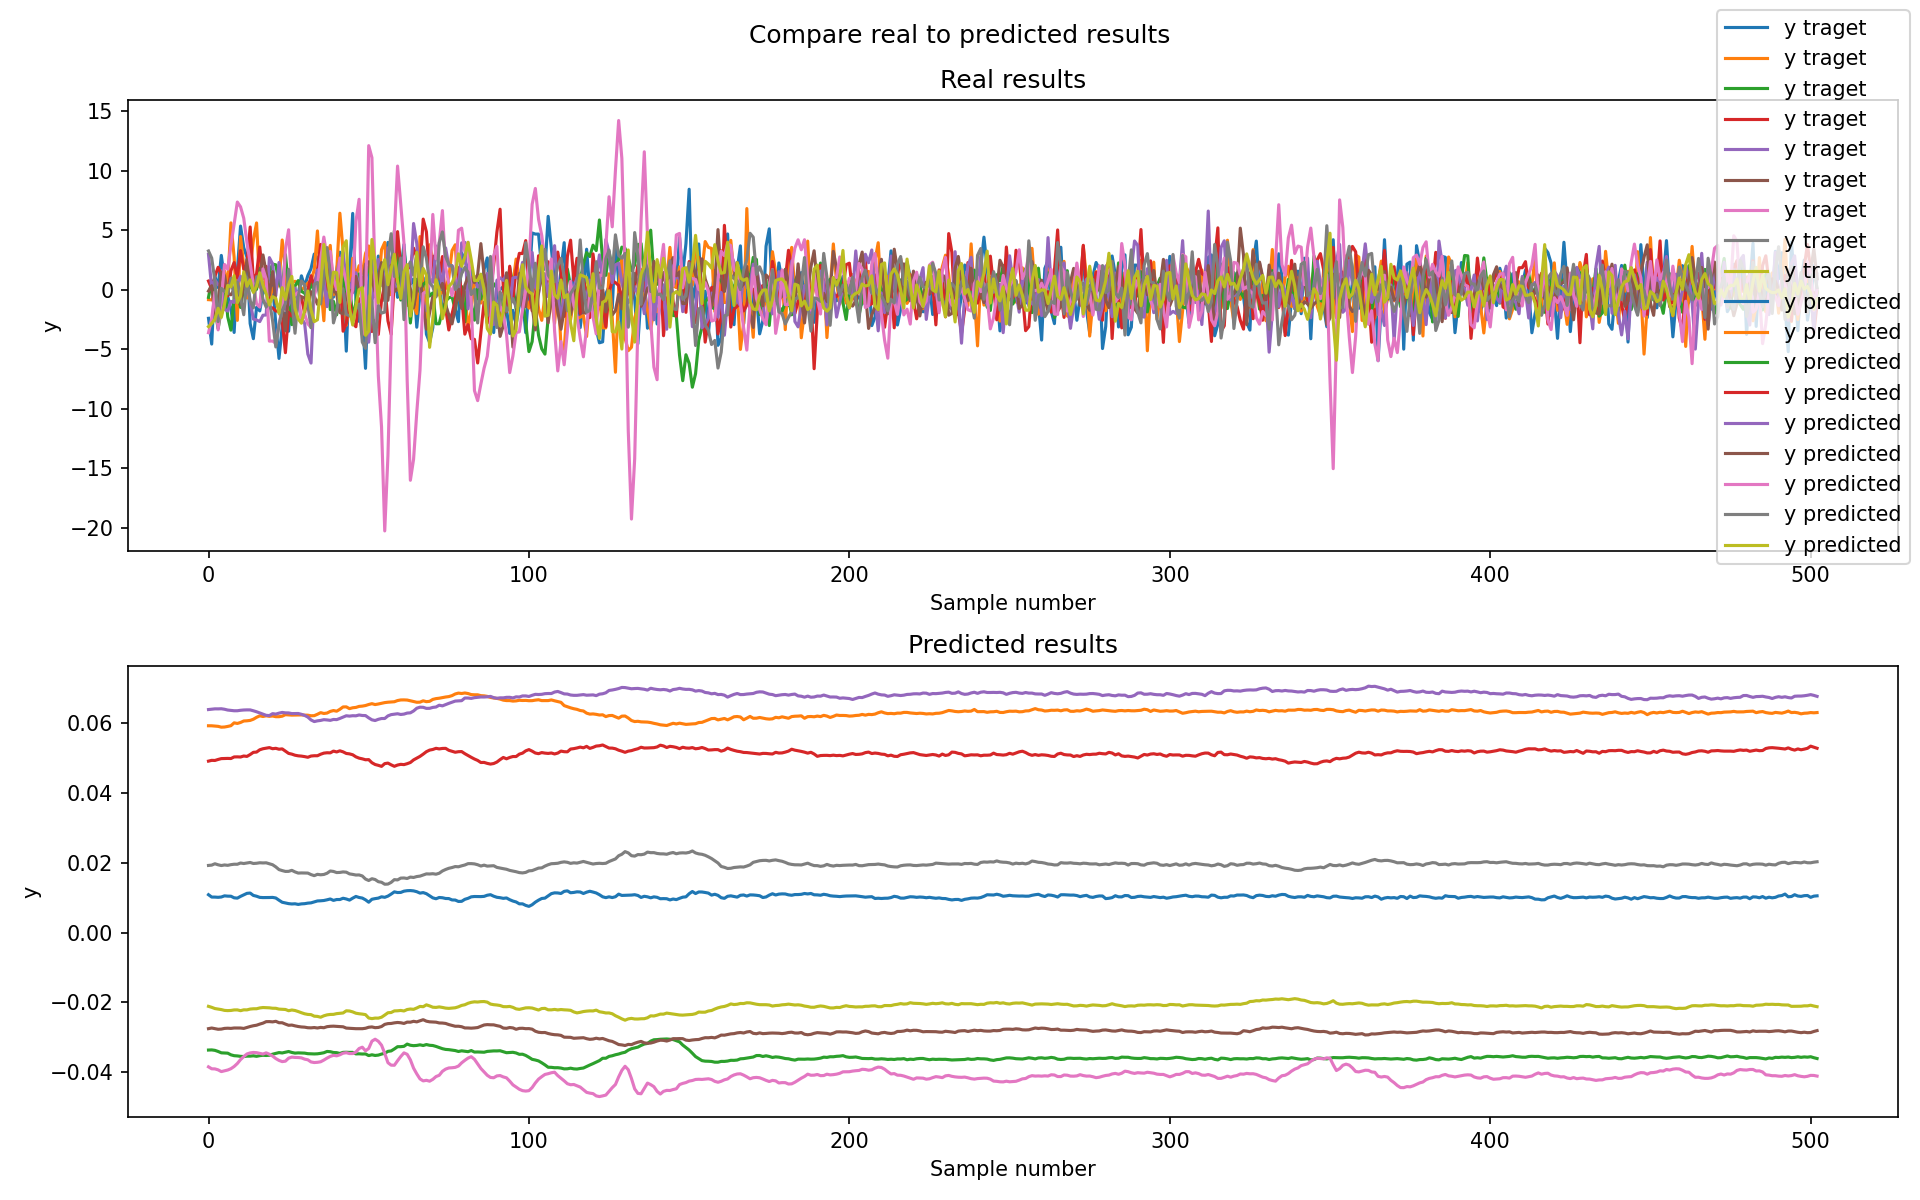 Compare real to predicted results
Real results
y traget
y traget
y traget
y traget
y traget
y traget
y traget
y traget
y traget
y predicted
y predicted
y predicted
y predicted
y predicted
y predicted
y predicted
y predicted
y predicted
15
10
5
0
−5
−10
−15
−20
y
0 100 200 300 400 500
Sample number
Predicted results
0.06
0.04
0.02
0.00
−0.02
−0.04
y
0 100 200 300 400 500
Sample number